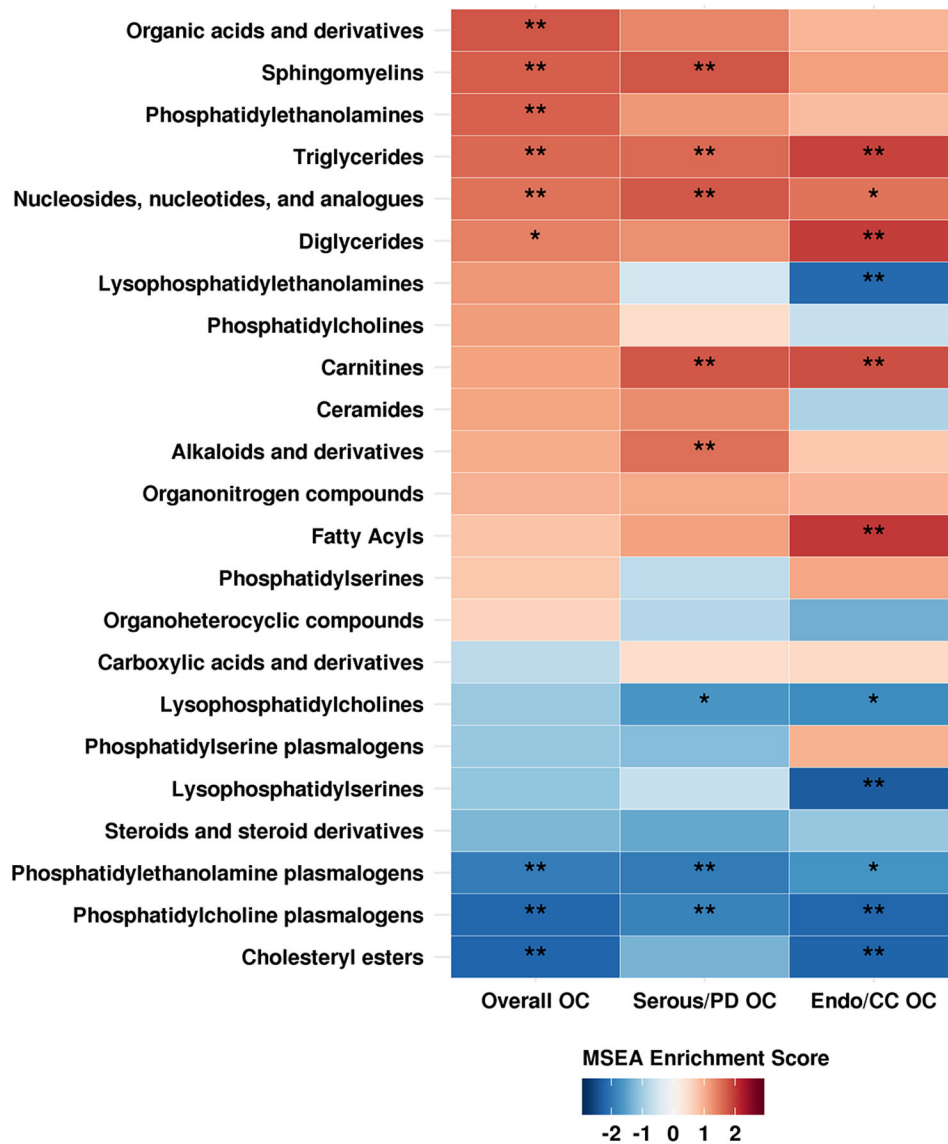 Organic acids and derivatives ** 
Sphingomyelins ** **
Phosphatidylethanolamines **
Triglycerides ** ** **
Nucleosides, nucleotides, and analogues ** ** *
Diglycerides * **
Lysophosphatidylethanolamines **
Phosphatidylcholines
Carnitines ** **
Ceramides
Alkaloids and derivatives **
Organonitrogen compounds
Fatty Acyls **
Phosphatidylserines
Organoheterocyclic compounds
Carboxylic acids and derivatives
Lysophosphatidylcholines * *
Phosphatidylserine plasmalogens
Lysophosphatidylserines **
Steroids and steroid derivatives
Phosphatidylethanolamine plasmalogens ** ** *
Phosphatidylcholine plasmalogens ** ** **
Cholesteryl esters ** **
Overall OC Serous/PD OC Endo/CC OC
MSEA Enrichment Score
-2 -1 0 1 2